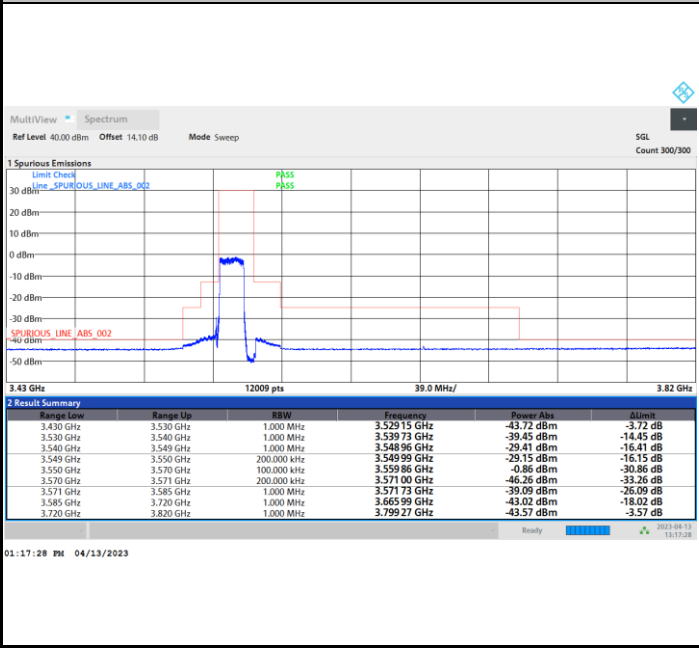 MultiView Spectrum
Ref Level 40.00 dBm Offset 14.10 dB Mode Sweep SGL
Count 300/300
1 Spurious Emissions
Limit Check PASS
Line _SPURIOUS_LINE_ABS_002 PASS
30 dBm
20 dBm
10 dBm
0 dBm
-10 dBm
-20 dBm
-30 dBm
SPURIOUS_LINE_ABS_002
-40 dBm
-50 dBm
3.43 GHz 12009 pts 39.0 MHz/ 3.82 GHz
2 Result Summary
Range Low Range Up RBW Frequency Power Abs ΔLimit
3.430 GHz 3.530 GHz 1.000 MHz 3.529 15 GHz -43.72 dBm -3.72 dB
3.530 GHz 3.540 GHz 1.000 MHz 3.539 73 GHz -39.45 dBm -14.45 dB
3.540 GHz 3.549 GHz 1.000 MHz 3.548 96 GHz -29.41 dBm -16.41 dB
3.549 GHz 3.550 GHz 200.000 kHz 3.549 99 GHz -29.15 dBm -16.15 dB
3.550 GHz 3.570 GHz 100.000 kHz 3.559 86 GHz -0.86 dBm -30.86 dB
3.570 GHz 3.571 GHz 200.000 kHz 3.571 00 GHz -46.26 dBm -33.26 dB
3.571 GHz 3.585 GHz 1.000 MHz 3.571 73 GHz -39.09 dBm -26.09 dB
3.585 GHz 3.720 GHz 1.000 MHz 3.665 99 GHz -43.02 dBm -18.02 dB
3.720 GHz 3.820 GHz 1.000 MHz 3.799 27 GHz -43.57 dBm -3.57 dB
Ready 2023-04-13
13:17:28
01:17:28 PM 04/13/2023